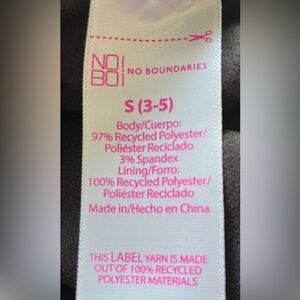 NO!
BO!
NO BOUNDARIES
S (3-5)
Body/Cuerpo:
97% Recycled Polyester/
Poliéster Reciclado
3% Spandex
Lining/Forro:
100% Recycled Polyester/
Poliéster Reciclado
Made in/Hecho en China
THIS LABEL YARN IS MADE
OUT OF 100% RECYCLED
POLYESTER MATERIALS